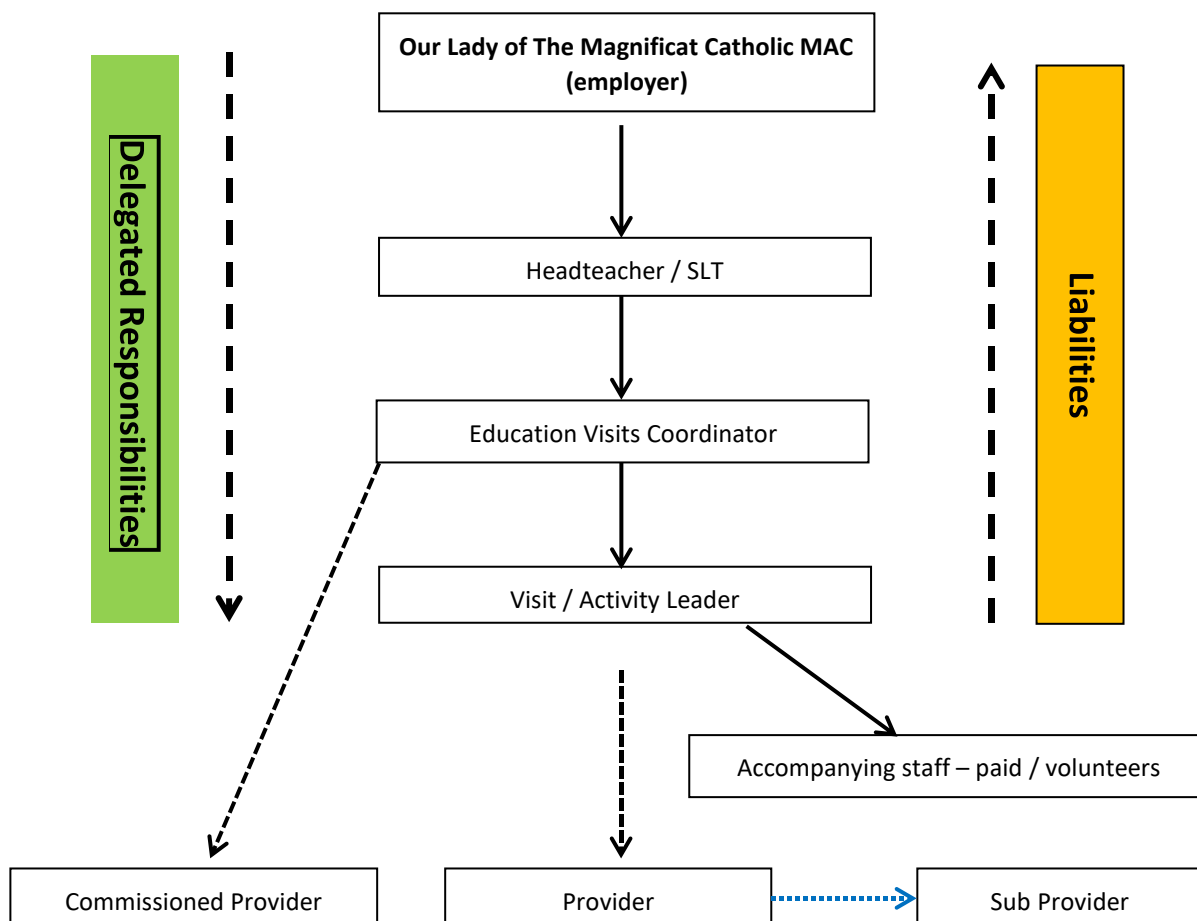 Our Lady of The Magnificat Catholic MAC
(employer)
Delegated Responsibilities
Liabilities
Headteacher / SLT
Education Visits Coordinator
Visit / Activity Leader
Accompanying staff – paid / volunteers
Commissioned Provider
Provider
Sub Provider